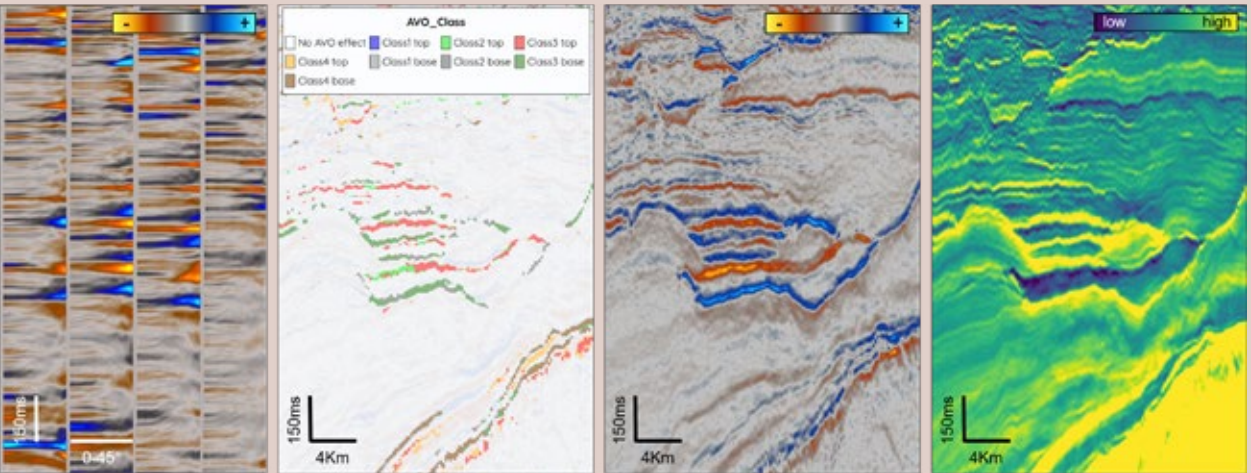 - +
150ms
0-45°
AVO_Class
No AVO effect Class1 top Class2 top Class3 top
Class4 top Class1 base Class2 base Class3 base
Class4 base
150ms
4Km
- +
150ms
4Km
low high
150ms
4Km